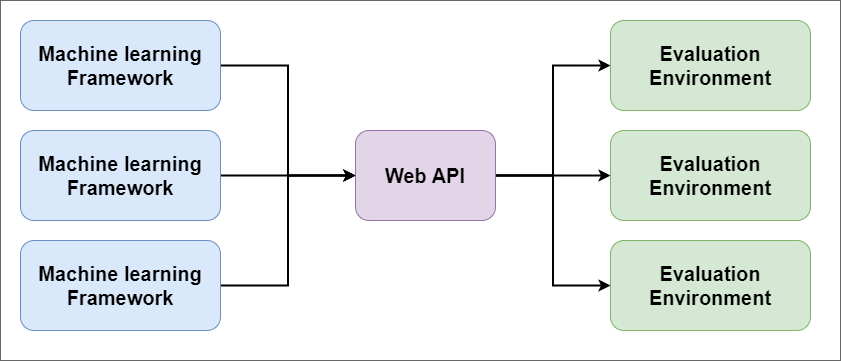 Machine learning
Framework
Machine learning
Framework
Machine learning
Framework
Web API
Evaluation
Environment
Evaluation
Environment
Evaluation
Environment